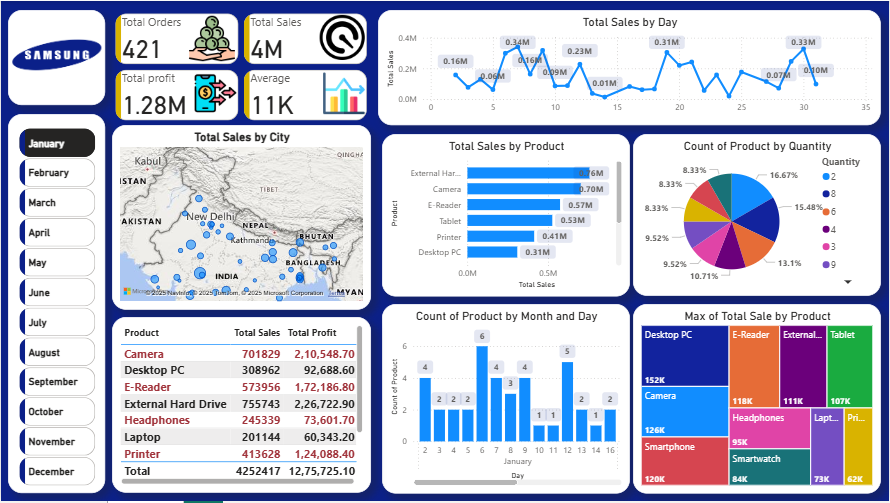 SAMSUNG
Total Orders
421
Total Sales
4M
Total profit
1.28M
Average
11K
January
February
March
April
May
June
July
August
September
October
November
December
Total Sales by Day
Total Sales
0.4M
0.2M
0.0M
0.16M
0.06M
0.34M
0.16M
0.09M
0.23M
0.01M
0.31M
0.07M
0.33M
0.10M
0
5
10
15
20
25
30
35
Total Sales by City
Kabul
QINGHA
ISTAN
TIBET
AKISTAN
New Delhi
NEPAL
Kathmandu
BHUTAN
BANGLADESH
INDIA
MYAN
Microsoft
© 2025 Microsoft Corporation
Terms
Total Sales by Product
Product
External Har...
0.76M
Camera
0.70M
E-Reader
0.57M
Tablet
0.53M
Printer
0.41M
Desktop PC
0.31M
0.0M
0.5M
Total Sales
Count of Product by Quantity
8.33%
16.67%
8.33%
15.48%
8.33%
9.52%
9.52%
10.71%
13.1%
Quantity
2
8
6
4
3
9
Product Total Sales Total Profit
Camera 701829 2,10,548.70
Desktop PC 308962 92,688.60
E-Reader 573956 1,72,186.80
External Hard Drive 755743 2,26,722.90
Headphones 245339 73,601.70
Laptop 201144 60,343.20
Printer 413628 1,24,088.40
Total 4252417 12,75,725.10
Count of Product by Month and Day
Count of Product
6
4
2
0
4
2
2
2
6
4
3
4
1
1
5
2
1
2
2 3 4 5 6 7 8 9 10 11 12 13 14 16
January
Day
Max of Total Sale by Product
Desktop PC
152K
Camera
126K
Smartphone
120K
E-Reader
118K
External...
111K
Tablet
107K
Headphones
95K
Smartwatch
84K
Lapt...
73K
Pri...
62K